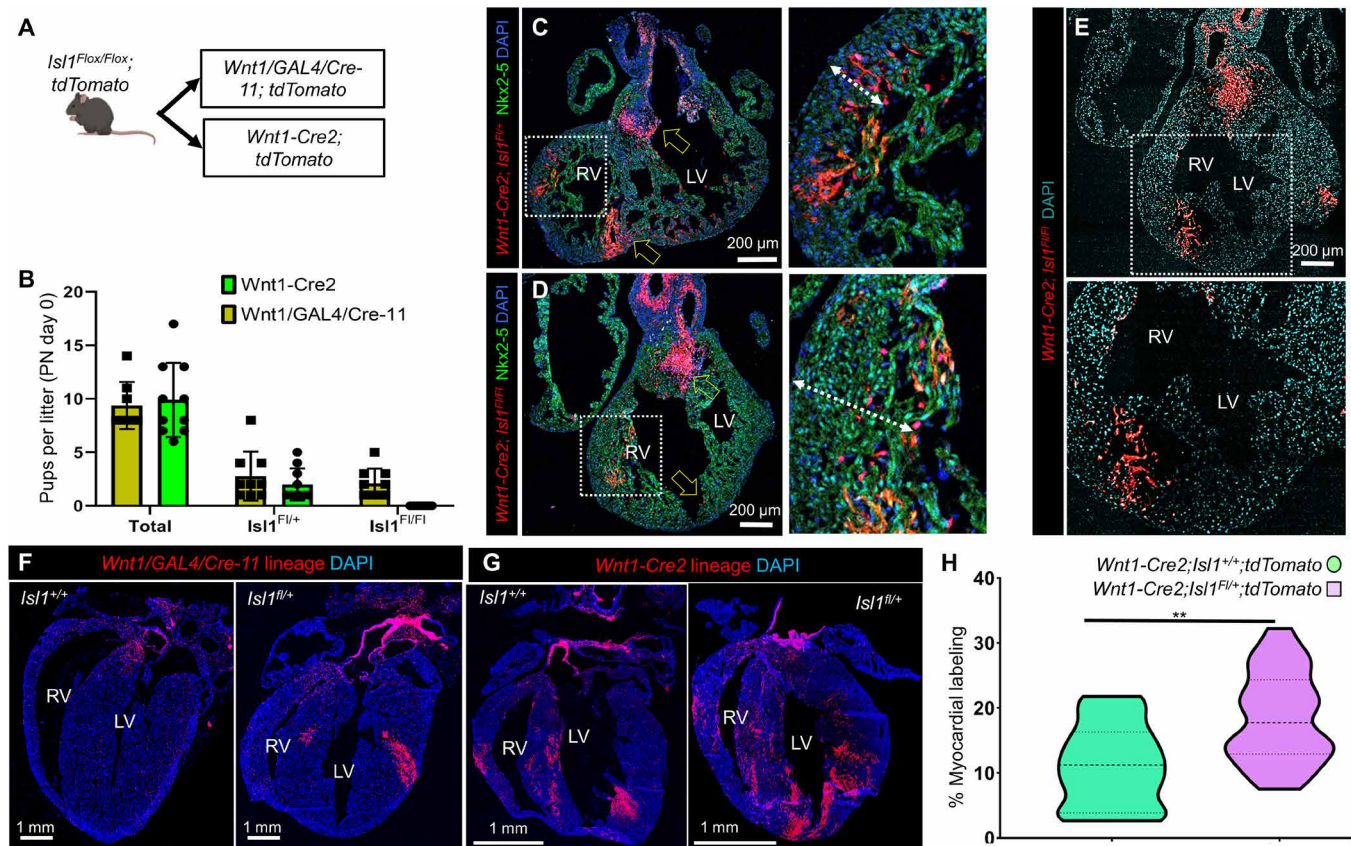 A
Isl1Flox/Flox;
tdTomato
Wnt1/GAL4/Cre-
11; tdTomato
Wnt1-Cre2;
tdTomato
B
Pups per litter (PN day 0)
20
15
10
5
0
Wnt1-Cre2
Wnt1/GAL4/Cre-11
Total
Isl1Fl/+
Isl1Fl/Fl
C
Wnt1-Cre2; Isl1Fl/+ Nkx2-5 DAPI
RV
LV
200 µm
D
Wnt1-Cre2; Isl1Fl/Fl Nkx2-5 DAPI
RV
LV
200 µm
E
Wnt1-Cre2; Isl1Fl/Fl DAPI
RV
LV
200 µm
RV
LV
F
Wnt1/GAL4/Cre-11 lineage DAPI
Isl1+/+
RV
LV
1 mm
Isl1fl/+
RV
LV
1 mm
G
Wnt1-Cre2 lineage DAPI
Isl1+/+
RV
LV
1 mm
Isl1fl/+
RV
LV
1 mm
H
Wnt1-Cre2;Isl1+/+;tdTomato
Wnt1-Cre2;Isl1Fl/+;tdTomato
% Myocardial labeling
40
30
20
10
0
**